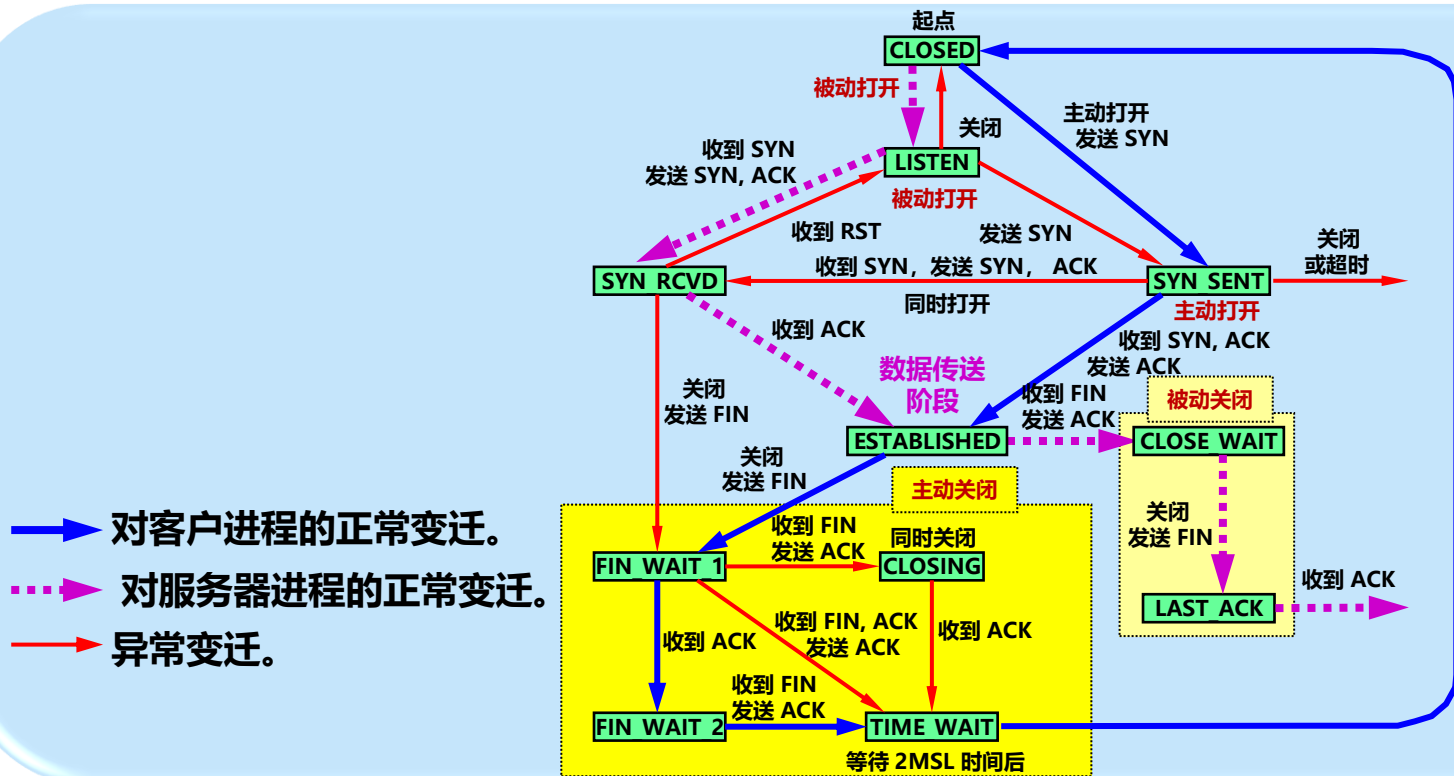 起点
CLOSED
被动打开
关闭
主动打开
发送 SYN
收到 SYN
发送 SYN, ACK
LISTEN
被动打开
收到 RST
发送 SYN
收到 SYN，发送 SYN， ACK
同时打开
关闭
或超时
SYN_RCVD
SYN_SENT
主动打开
收到 ACK
收到 SYN, ACK
发送 ACK
数据传送
阶段
关闭
发送 FIN
收到 FIN
发送 ACK
被动关闭
ESTABLISHED
CLOSE_WAIT
关闭
发送 FIN
主动关闭
关闭
发送 FIN
对客户进程的正常变迁。
收到 FIN
发送 ACK
同时关闭
FIN_WAIT_1
CLOSING
对服务器进程的正常变迁。
收到 ACK
LAST_ACK
异常变迁。
收到 ACK
收到 FIN, ACK
发送 ACK
收到 ACK
收到 FIN
发送 ACK
FIN_WAIT_2
TIME_WAIT
等待 2MSL 时间后